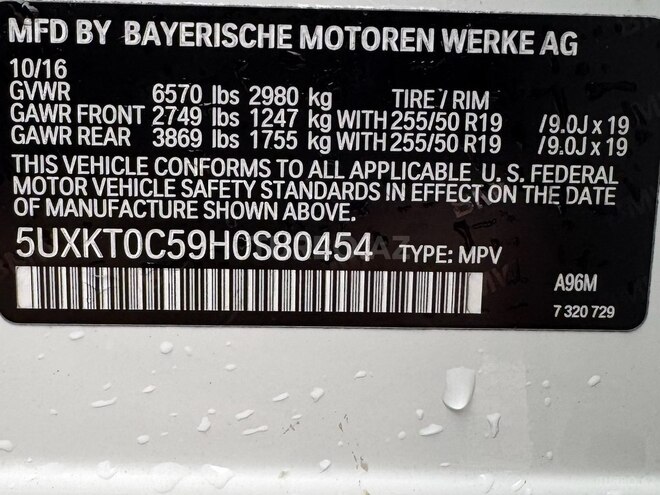 MFD BY BAYERISCHE MOTOREN WERKE AG
10/16
GVWR 6570 lbs 2980 kg TIRE / RIM
GAWR FRONT 2749 lbs 1247 kg WITH 255/50 R19 /9.0J x 19
GAWR REAR 3869 lbs 1755 kg WITH 255/50 R19 /9.0J x 19
THIS VEHICLE CONFORMS TO ALL APPLICABLE U. S. FEDERAL
MOTOR VEHICLE SAFETY STANDARDS IN EFFECT ON THE DATE
OF MANUFACTURE SHOWN ABOVE.
5UXKT0C59H0S80454 TYPE: MPV
A96M
7 320 729